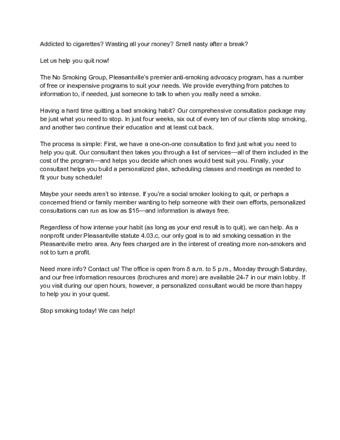 Addicted to cigarettes? Wasting all your money? Smell nasty after a break?
Let us help you quit now!
The No Smoking Group, Pleasantville's premier anti-smoking advocacy program, has a number
of free or inexpensive programs to suit your needs. We provide everything from patches to
information to, if needed, just someone to talk to when you really need a smoke.
Having a hard time quitting a bad smoking habit? Our comprehensive consultation package may
be just what you need to stop. In just four weeks, six out of every ten of our clients stop smoking,
and another two continue their education and at least cut back.
The process is simple: First, we have a one-on-one consultation to find just what you need to
help you quit. Our consultant then takes you through a list of services—all of them included in the
cost of the program—and helps you decide which ones would best suit you. Finally, your
consultant helps you build a personalized plan, scheduling classes and meetings as needed to
fit your busy schedule!
Maybe your needs aren't so intense. If you're a social smoker looking to quit, or perhaps a
concerned friend or family member wanting to help someone with their own efforts, personalized
consultations can run as low as $15—and information is always free.
Regardless of how intense your habit (as long as your end result is to quit), we can help. As a
nonprofit under Pleasantville statute 4.03.c, our only goal is to aid smoking cessation in the
Pleasantville metro area. Any fees charged are in the interest of creating more non-smokers and
not to turn a profit.
Need more info? Contact us! The office is open from 8 a.m. to 5 p.m., Monday through Saturday,
and our free information resources (brochures and more) are available 24-7 in our main lobby. If
you visit during our open hours, however, a personalized consultant would be more than happy
to help you in your quest.
Stop smoking today! We can help!